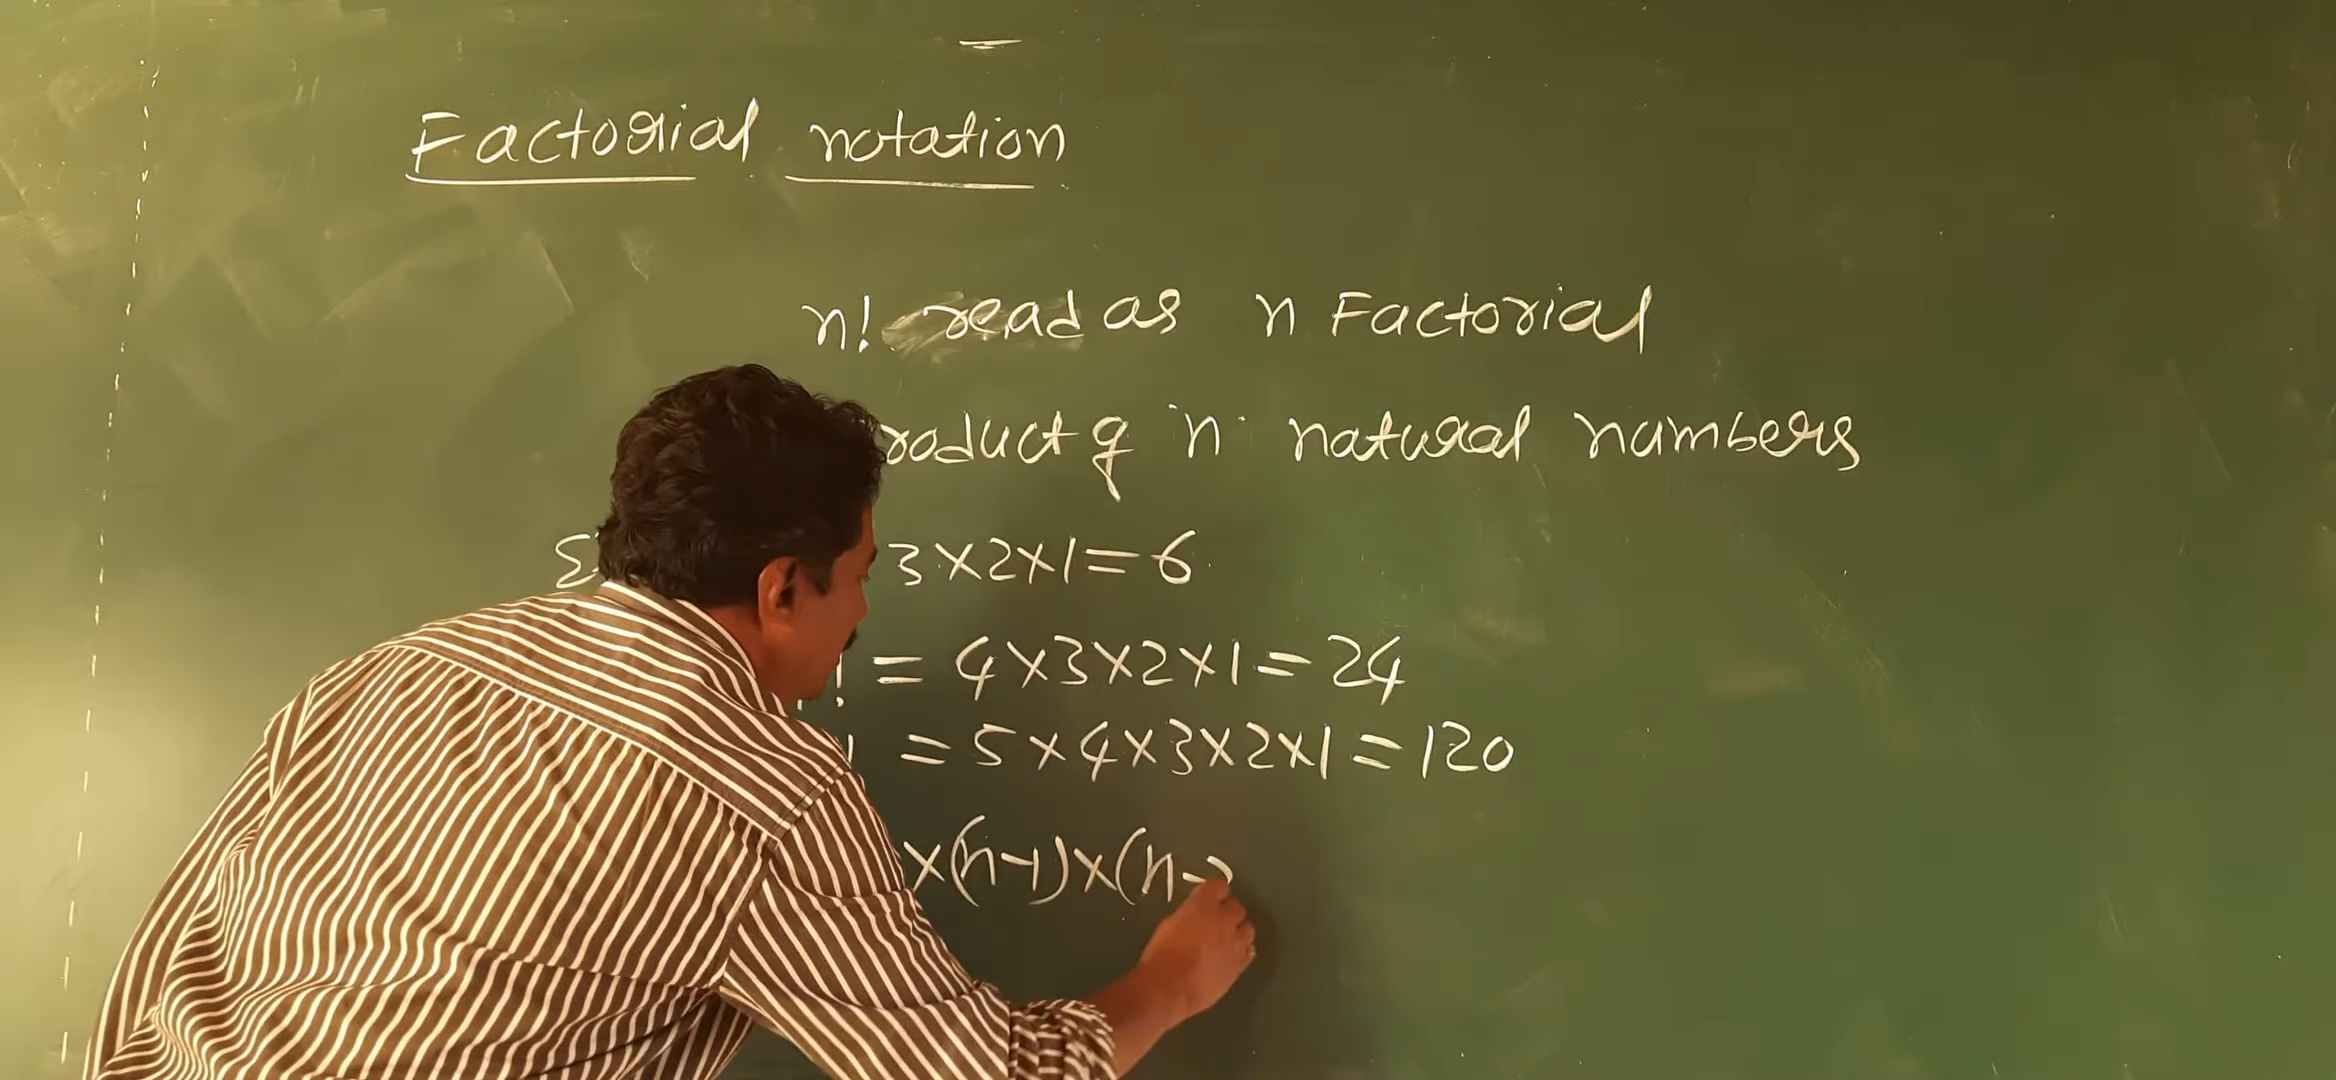 Factorial notation
n! read as n Factorial
roduct of 'n' natural numbers
3×2×1=6
! = 4×3×2×1=24
! = 5×4×3×2×1=120
×(n-1)×(n-